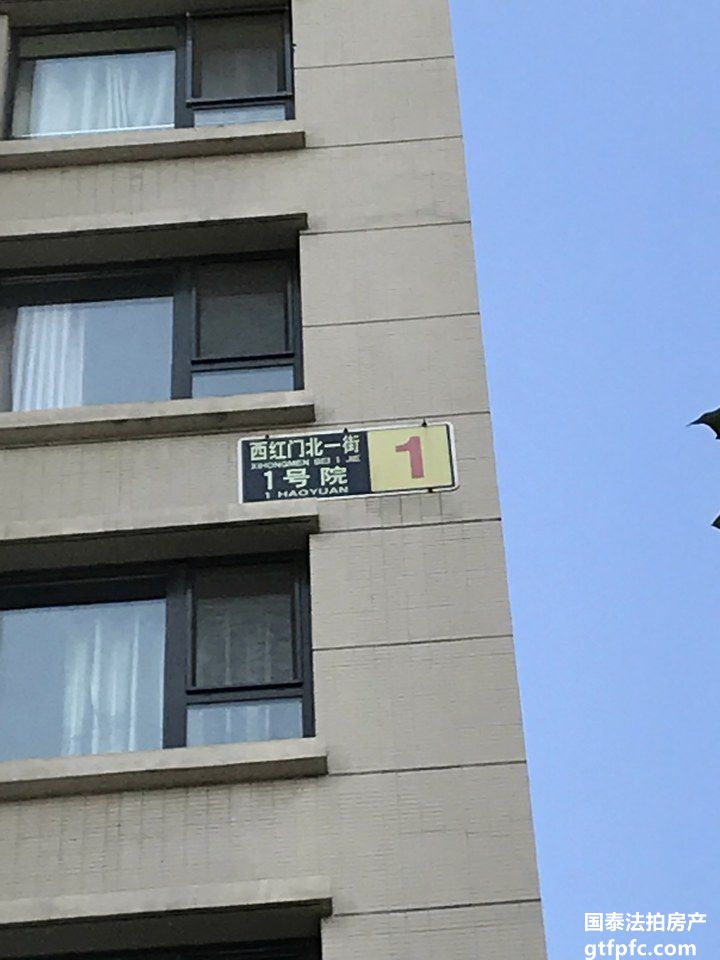 西红门北一街
XIHONGMEN BEI 1 JIE
1号院
1 HAOYUAN
1
国泰法拍房产
gtfpfc.com